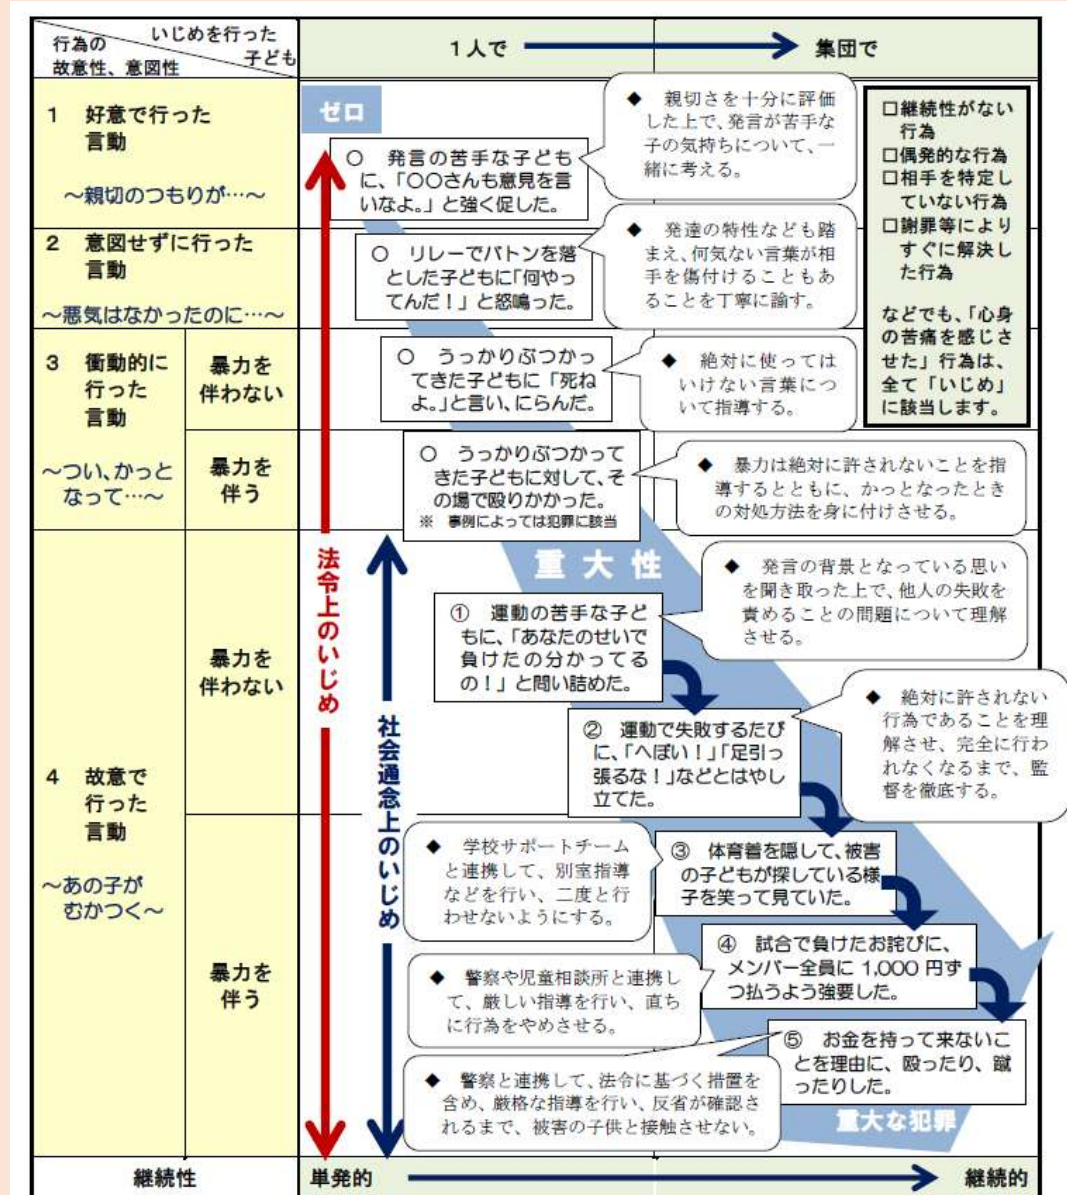 いじめを行った
子ども
行為の
故意性、意図性
1人で
集団で
1 好意で行った
言動
～親切のつもりが…～
ゼロ
○ 発言の苦手な子ども
に、「〇〇さんも意見を言
いなよ。」と強く促した。
◆ 親切さを十分に評価
した上で、発言が苦手な
子の気持ちについて、一
緒に考える。
□継続性がない
行為
□偶発的な行為
□相手を特定し
ていない行為
□謝罪等により
すぐに解決し
た行為
などでも、「心身
の苦痛を感じさ
せた」行為は、
全て「いじめ」
に該当します。
2 意図せずに行った
言動
～悪気はなかったのに…～
○ リレーでバトンを落
とした子どもに「何やっ
てんだ！」と怒鳴った。
◆ 発達の特性なども踏
まえ、何気ない言葉が相
手を傷付けることもあ
ることを丁寧に諭す。
3 衝動的に
行った
言動
～つい、かっと
なって…～
暴力を
伴わない
○ うっかりぶつかっ
てきた子どもに「死ね
よ。」と言い、にらんだ。
◆ 絶対に使っては
いけない言葉につ
いて指導する。
暴力を
伴う
○ うっかりぶつかって
きた子どもに対して、そ
の場で殴りかかった。
※ 事例によっては犯罪に該当
◆ 暴力は絶対に許されないことを指
導するとともに、かっとなったとき
の対処方法を身に付けさせる。
法令上のいじめ
社会通念上のいじめ
重大性
4 故意で
行った
言動
～あの子が
むかつく～
暴力を
伴わない
① 運動の苦手な子ど
もに、「あなたのせいで
負けたの分かってる
の！」と問い詰めた。
◆ 発言の背景となっている思い
を聞き取った上で、他人の失敗を
責めることの問題について理解
させる。
② 運動で失敗するたび
に、「へぼい！」「足引っ
張るな！」などとはやし
立てた。
◆ 絶対に許されない
行為であることを理
解させ、完全に行わ
れなくなるまで、監
督を徹底する。
暴力を
伴う
◆ 学校サポートチーム
と連携して、別室指導
などを行い、二度と行
わせないようにする。
③ 体育着を隠して、被害
の子どもが探している様
子を笑って見ていた。
④ 試合で負けたお詫びに、
メンバー全員に 1,000 円ず
つ払うよう強要した。
◆ 警察や児童相談所と連携し
て、厳しい指導を行い、直ち
に行為をやめさせる。
⑤ お金を持って来ないこ
とを理由に、殴ったり、蹴
ったりした。
◆ 警察と連携して、法令に基づく措置を
含め、厳格な指導を行い、反省が確認さ
れるまで、被害の子供と接触させない。
重大な犯罪
継続性
単発的
継続的